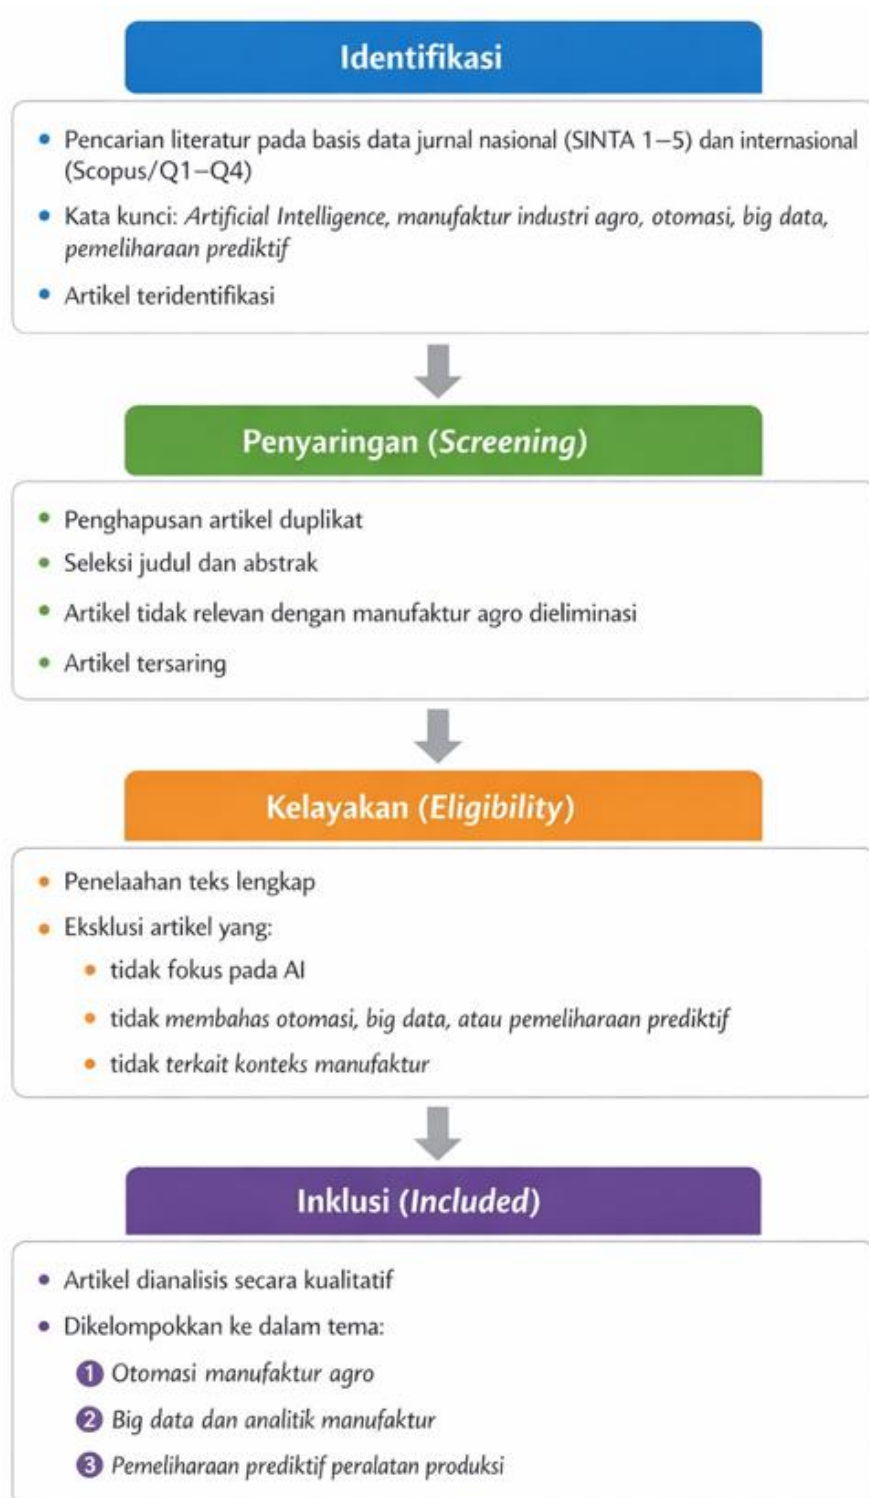 Identifikasi
Pencarian literatur pada basis data jurnal nasional (SINTA 1–5) dan internasional
(Scopus/Q1–Q4)
Kata kunci: Artificial Intelligence, manufaktur industri agro, otomasi, big data,
pemeliharaan prediktif
Artikel teridentifikasi
Penyaringan (Screening)
Penghapusan artikel duplikat
Seleksi judul dan abstrak
Artikel tidak relevan dengan manufaktur agro dieliminasi
Artikel tersaring
Kelayakan (Eligibility)
Penelaahan teks lengkap
Eksklusi artikel yang:
tidak fokus pada AI
tidak membahas otomasi, big data, atau pemeliharaan prediktif
tidak terkait konteks manufaktur
Inklusi (Included)
Artikel dianalisis secara kualitatif
Dikelompokkan ke dalam tema:
1 Otomasi manufaktur agro
2 Big data dan analitik manufaktur
3 Pemeliharaan prediktif peralatan produksi